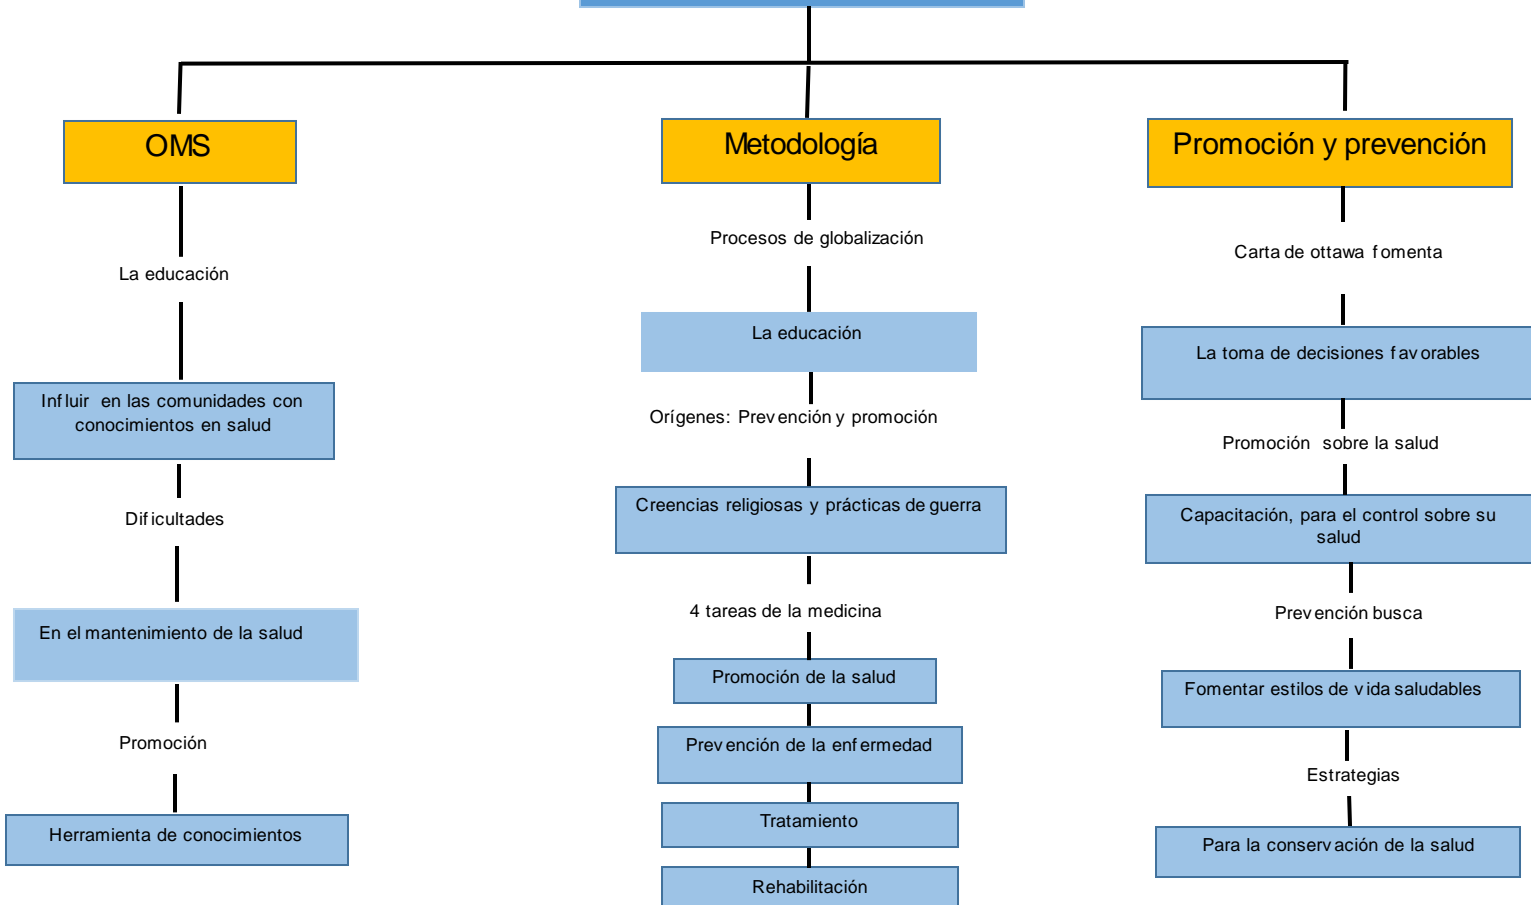 OMS
La educación
Influir en las comunidades con
conocimientos en salud
Dificultades
En el mantenimiento de la salud
Promoción
Herramienta de conocimientos
Metodología
Procesos de globalización
La educación
Orígenes: Prevención y promoción
Creencias religiosas y prácticas de guerra
4 tareas de la medicina
Promoción de la salud
Prevención de la enfermedad
Tratamiento
Rehabilitación
Promoción y prevención
Carta de ottawa fomenta
La toma de decisiones favorables
Promoción sobre la salud
Capacitación, para el control sobre su
salud
Prevención busca
Fomentar estilos de vida saludables
Estrategias
Para la conservación de la salud